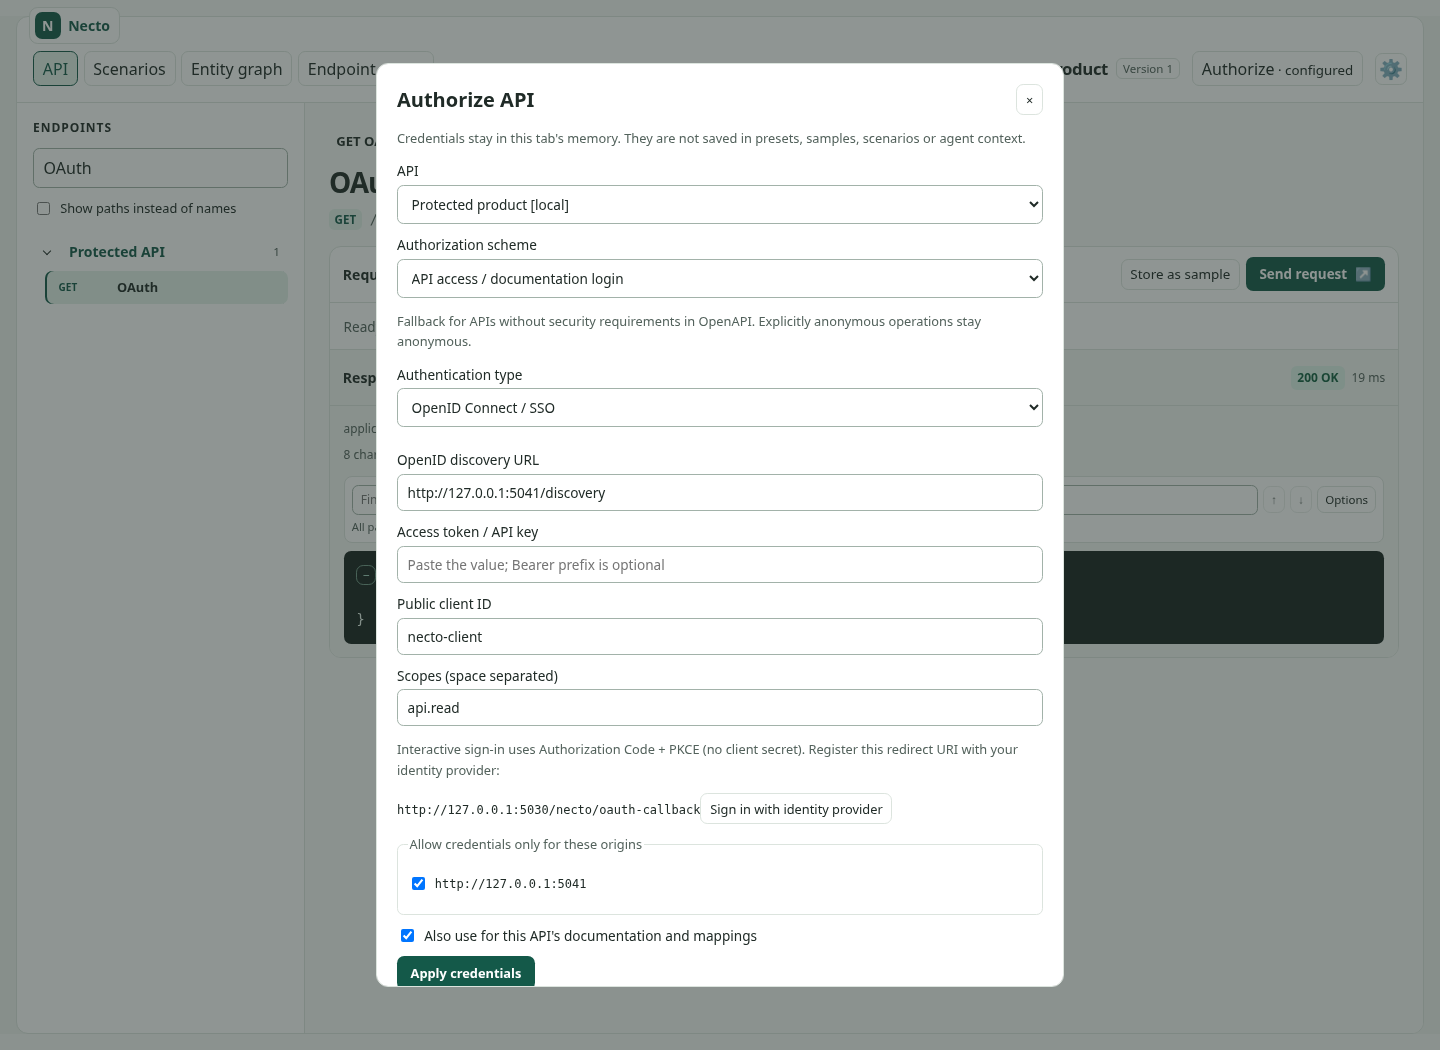 N Necto
API Scenarios Entity graph Endpoint
oduct Version 1 Authorize · configured
ENDPOINTS
OAuth
Show paths instead of names
Protected API 1
GET OAuth
GET OA
OAu
GET /
Requ
Store as sample Send request
Read
Resp
200 OK 19 ms
applic
8 char
Fin
↑ ↓ Options
All pa
−
}
Authorize API
×
Credentials stay in this tab's memory. They are not saved in presets, samples, scenarios or agent context.
API
Protected product [local]
Authorization scheme
API access / documentation login
Fallback for APIs without security requirements in OpenAPI. Explicitly anonymous operations stay
anonymous.
Authentication type
OpenID Connect / SSO
OpenID discovery URL
http://127.0.0.1:5041/discovery
Access token / API key
Paste the value; Bearer prefix is optional
Public client ID
necto-client
Scopes (space separated)
api.read
Interactive sign-in uses Authorization Code + PKCE (no client secret). Register this redirect URI with your
identity provider:
http://127.0.0.1:5030/necto/oauth-callback Sign in with identity provider
Allow credentials only for these origins
http://127.0.0.1:5041
Also use for this API's documentation and mappings
Apply credentials